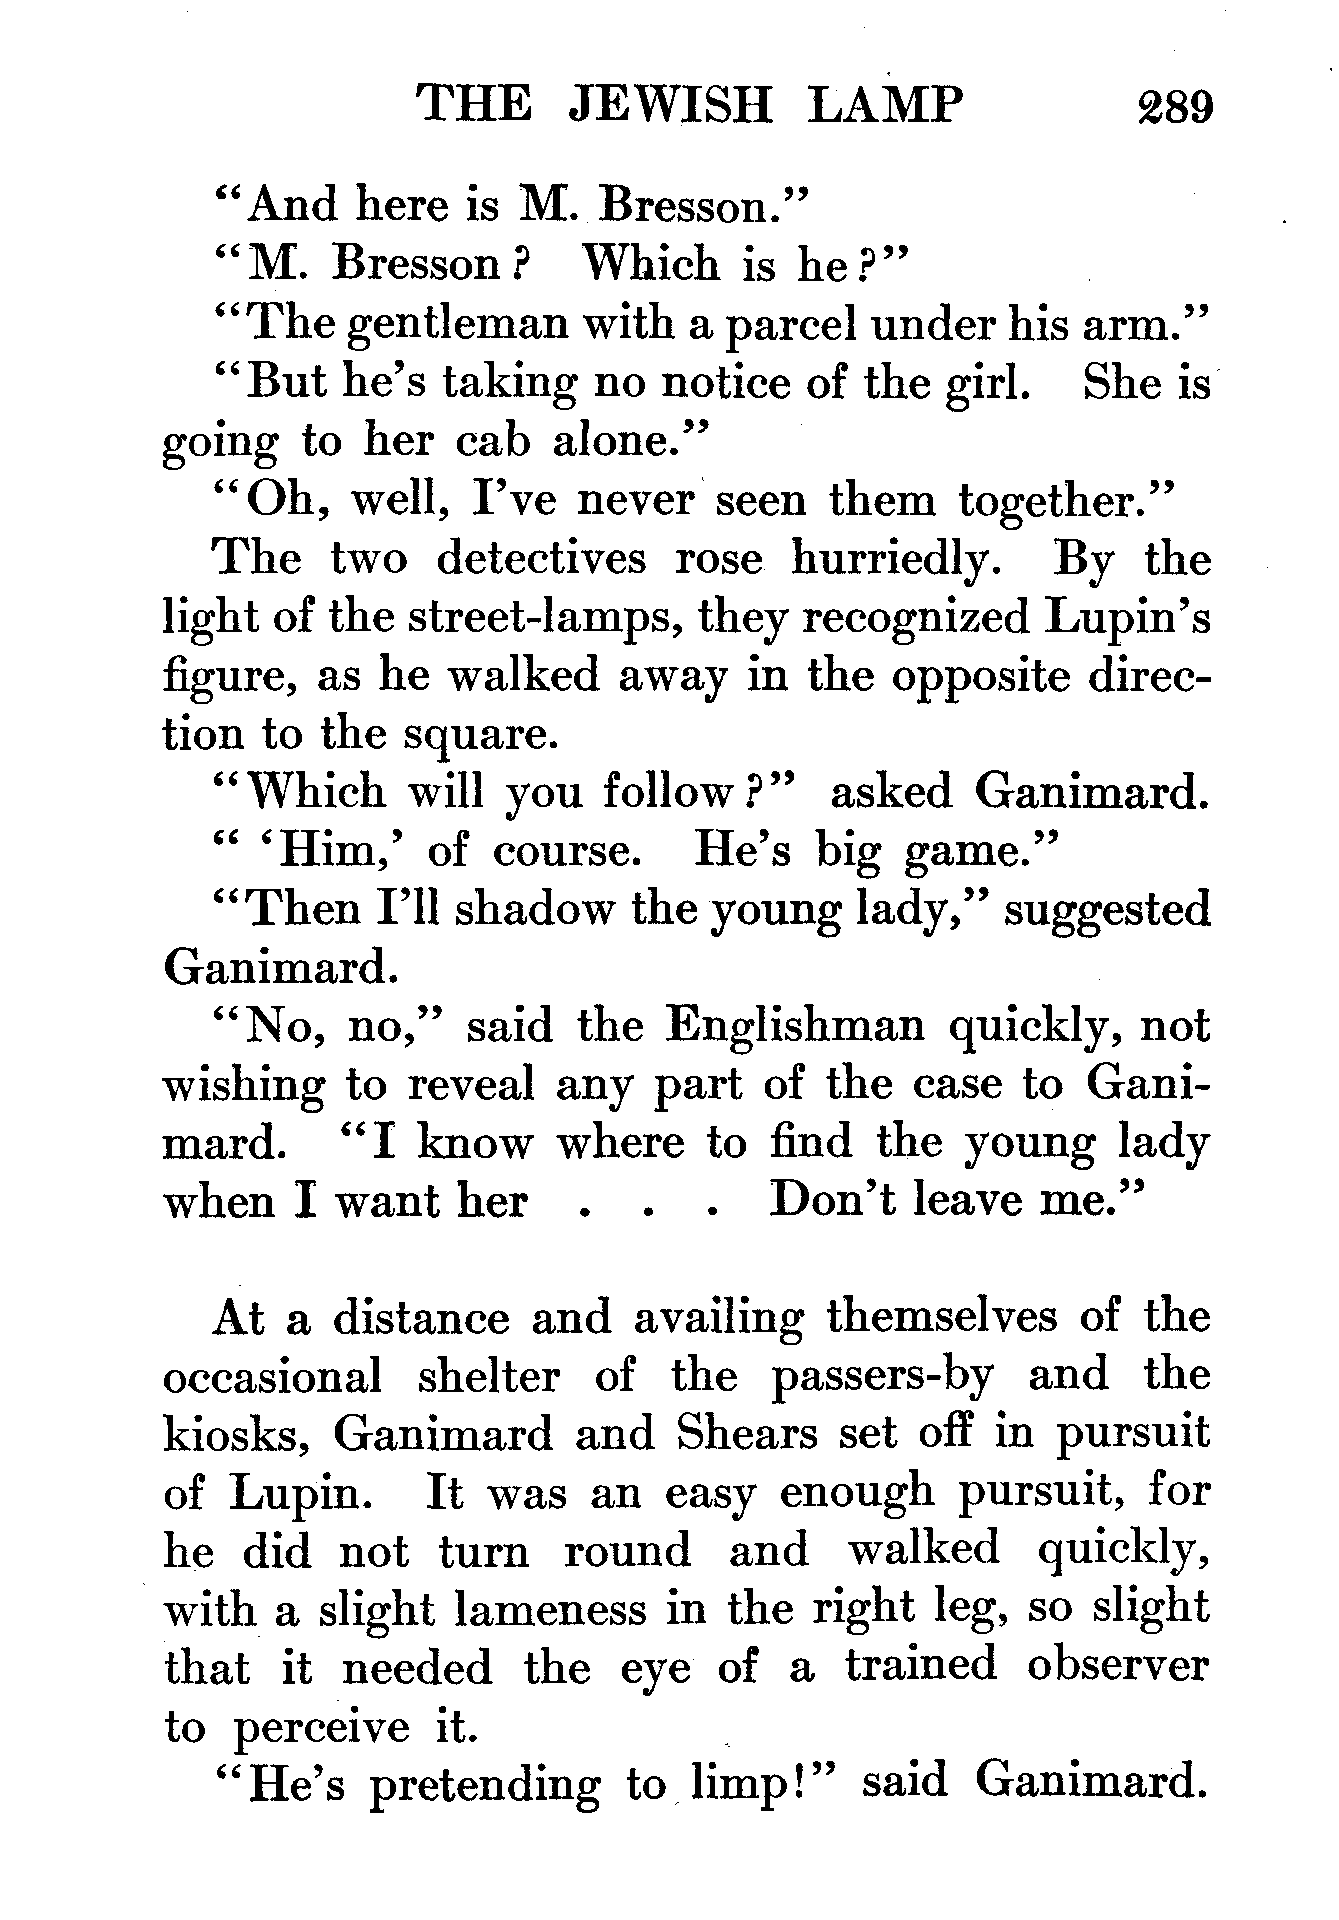 THE JEWISH LAMP 289
“And here is M. Bresson.”
“M. Bresson? Which is he?”
“The gentleman with a parcel under his arm.”
“But he’s taking no notice of the girl. She is
going to her cab alone.”
“Oh, well, I’ve never seen them together.”
The two detectives rose hurriedly. By the
light of the street-lamps, they recognized Lupin’s
figure, as he walked away in the opposite direc-
tion to the square.
“Which will you follow?” asked Ganimard.
“ ‘Him,’ of course. He’s big game.”
“Then I’ll shadow the young lady,” suggested
Ganimard.
“No, no,” said the Englishman quickly, not
wishing to reveal any part of the case to Gani-
mard. “I know where to find the young lady
when I want her . . . Don’t leave me.”
At a distance and availing themselves of the
occasional shelter of the passers-by and the
kiosks, Ganimard and Shears set off in pursuit
of Lupin. It was an easy enough pursuit, for
he did not turn round and walked quickly,
with a slight lameness in the right leg, so slight
that it needed the eye of a trained observer
to perceive it.
“He’s pretending to limp!” said Ganimard.